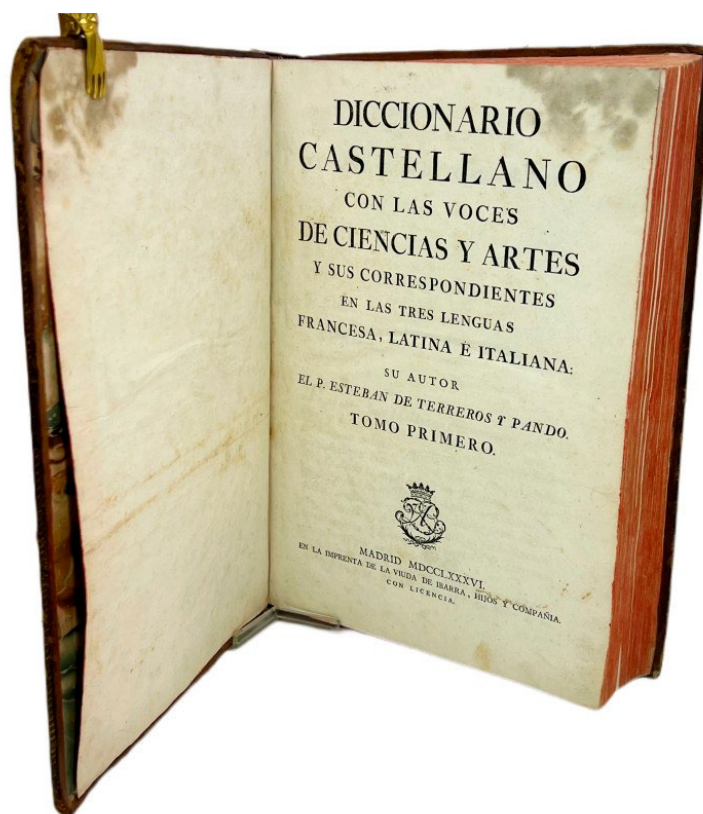 DICCIONARIO
CASTELLANO
CON LAS VOCES
DE CIENCIAS Y ARTES
Y SUS CORRESPONDIENTES
EN LAS TRES LENGUAS
FRANCESA, LATINA É ITALIANA:
SU AUTOR
EL P. ESTEBAN DE TERREROS Y PANDO.
TOMO PRIMERO.
MADRID MDCCLXXXVI.
EN LA IMPRENTA DE LA VIUDA DE IBARRA, HIJOS Y COMPAÑIA.
CON LICENCIA.